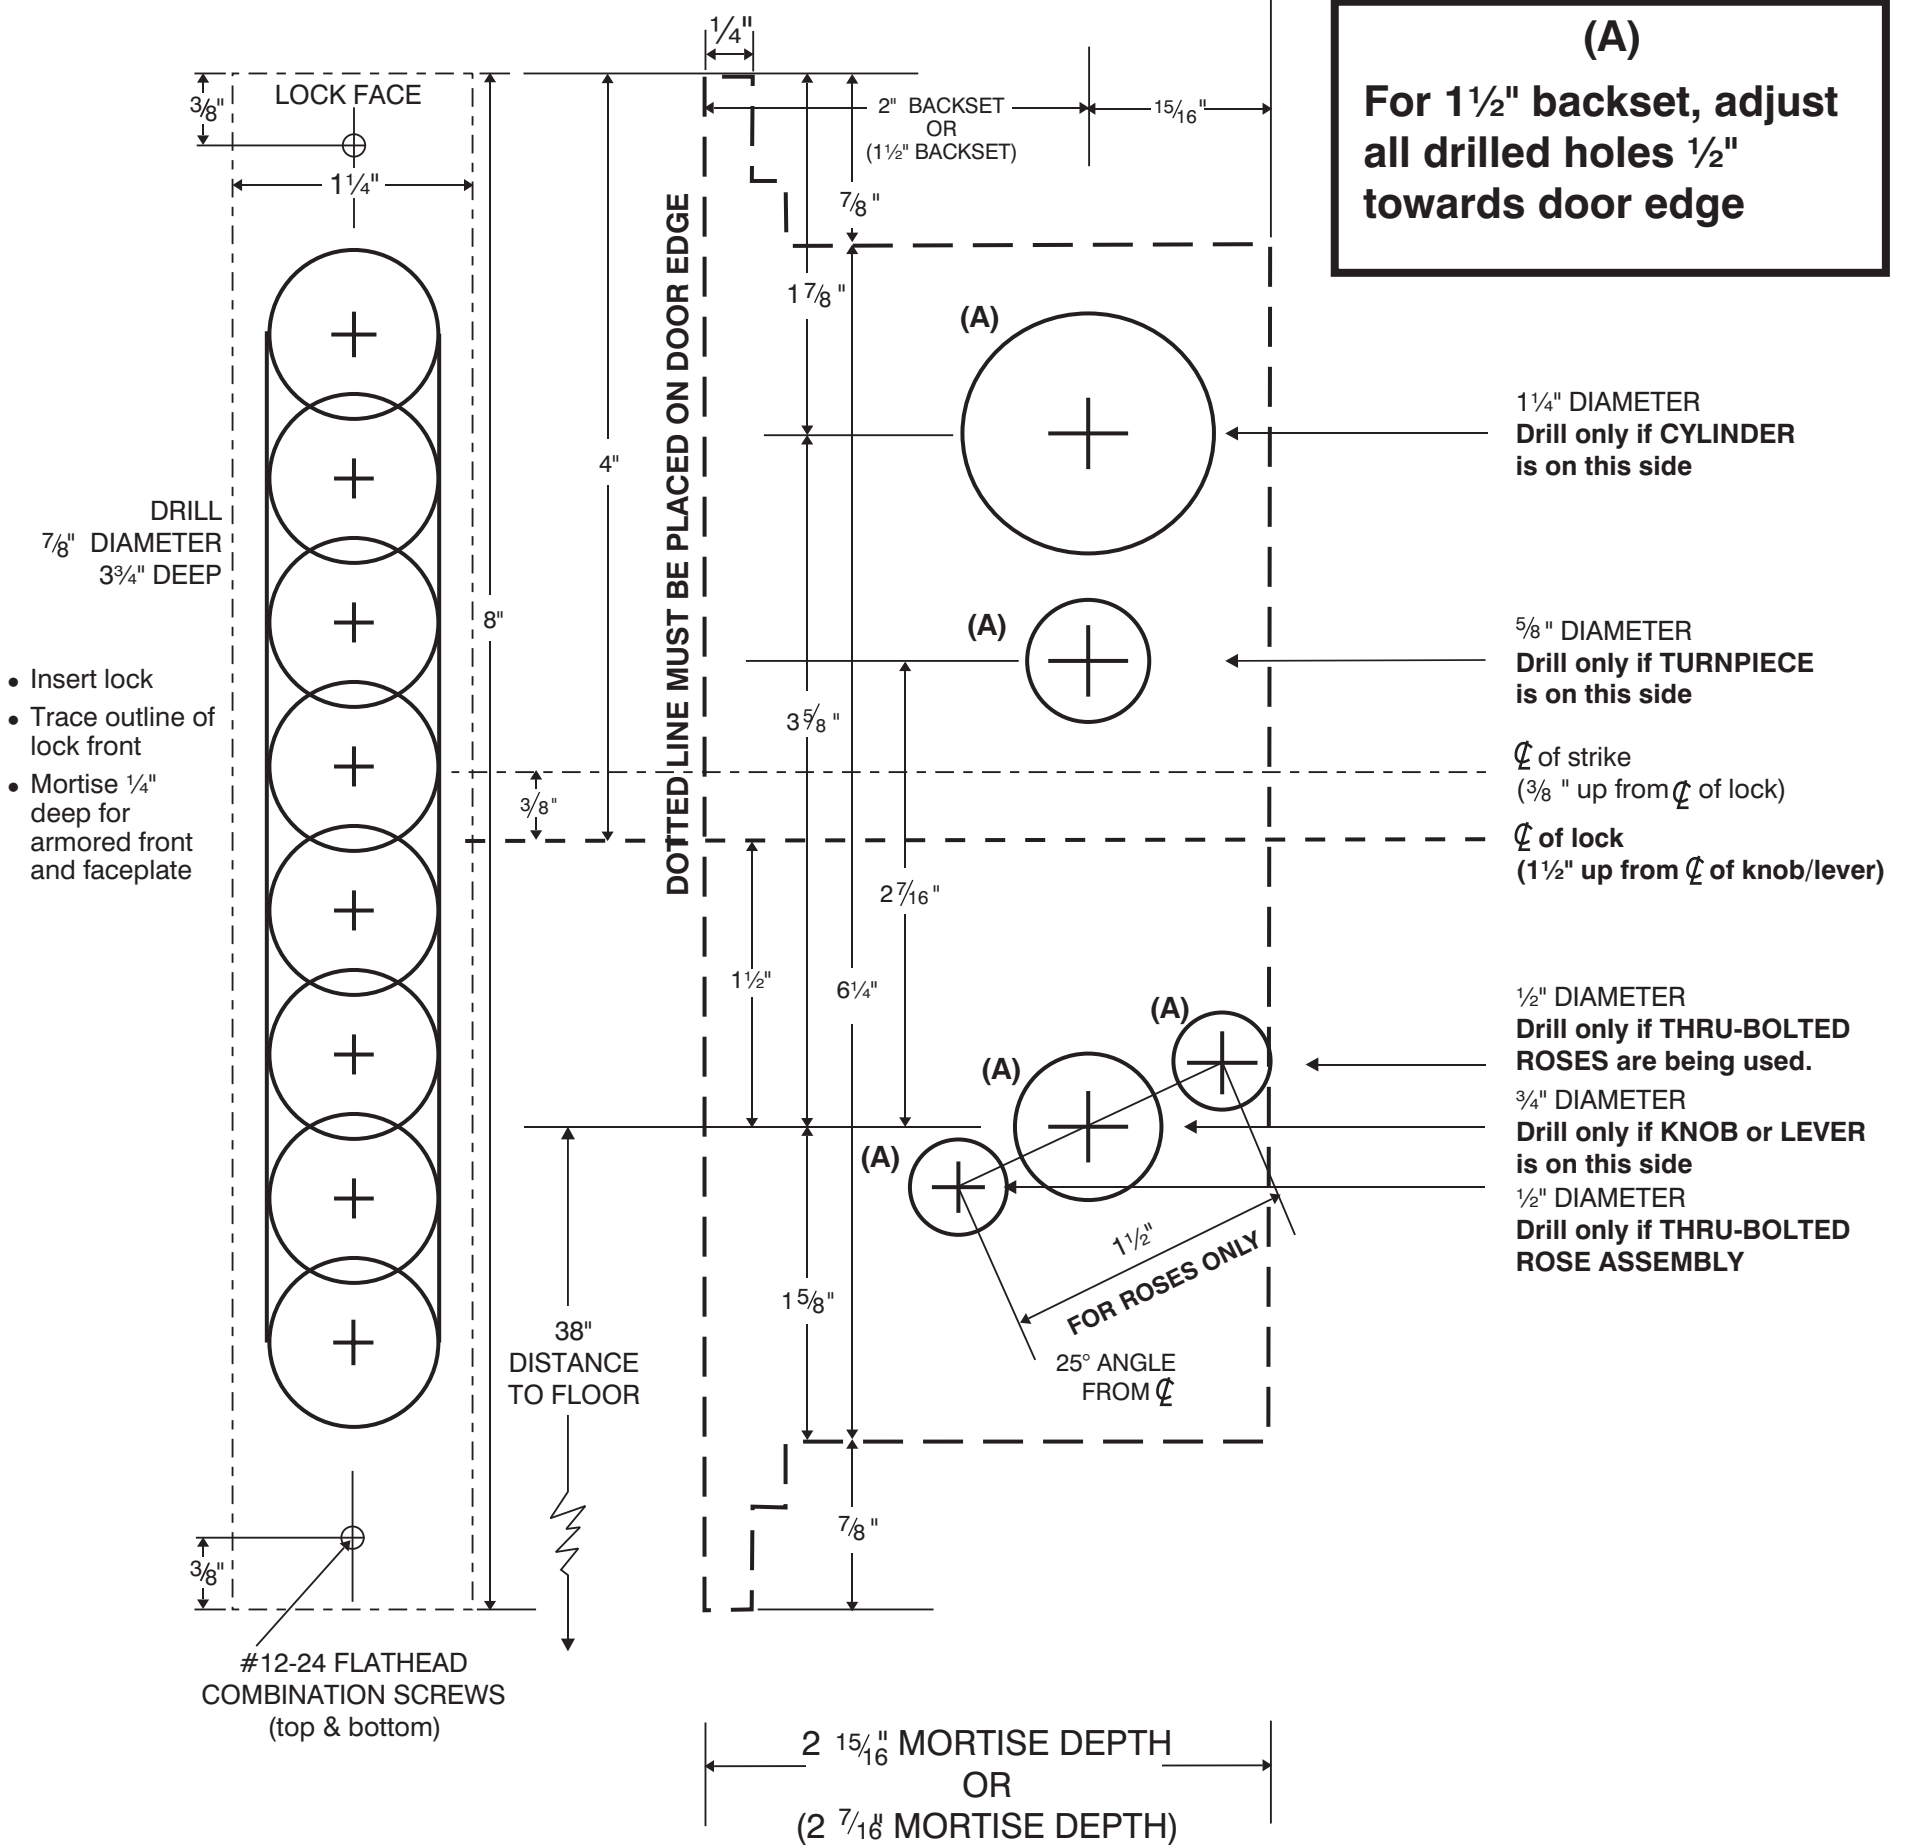 (A)
For 1½" backset, adjust
all drilled holes ½"
towards door edge
¼"
3/8"
LOCK FACE
1¼"
2" BACKSET
OR
(1½" BACKSET)
15/16"
7/8"
1 7/8"
DOTTED LINE MUST BE PLACED ON DOOR EDGE
(A)
4"
1¼" DIAMETER
Drill only if CYLINDER
is on this side
DRILL
7/8" DIAMETER
3¾" DEEP
8"
(A)
5/8" DIAMETER
Drill only if TURNPIECE
is on this side
• Insert lock
• Trace outline of
lock front
• Mortise ¼"
deep for
armored front
and faceplate
3 5/8"
℄ of strike
(3/8" up from ℄ of lock)
3/8"
℄ of lock
(1½" up from ℄ of knob/lever)
2 7/16"
1½"
6¼"
(A)
½" DIAMETER
Drill only if THRU-BOLTED
ROSES are being used.
(A)
¾" DIAMETER
Drill only if KNOB or LEVER
is on this side
(A)
½" DIAMETER
Drill only if THRU-BOLTED
ROSE ASSEMBLY
1½"
FOR ROSES ONLY
1 5/8"
38"
DISTANCE
TO FLOOR
25° ANGLE
FROM ℄
7/8"
3/8"
#12-24 FLATHEAD
COMBINATION SCREWS
(top & bottom)
2 15/16" MORTISE DEPTH
OR
(2 7/16" MORTISE DEPTH)